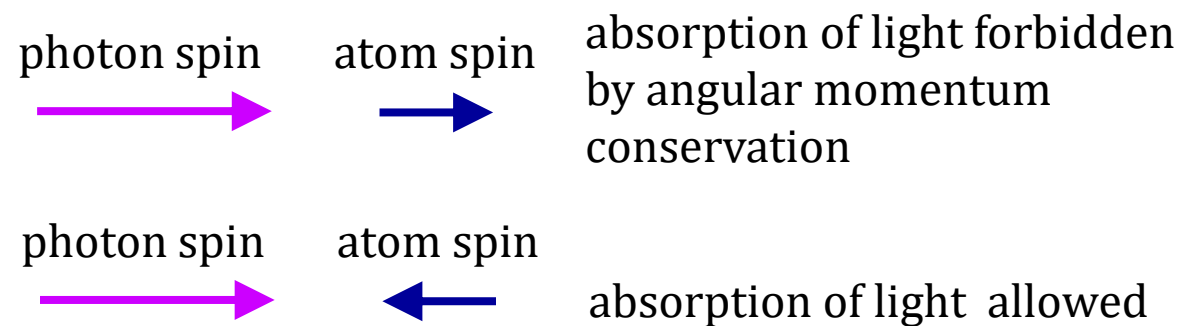 photon spin atom spin absorption of light forbidden
by angular momentum
conservation
photon spin atom spin
absorption of light allowed